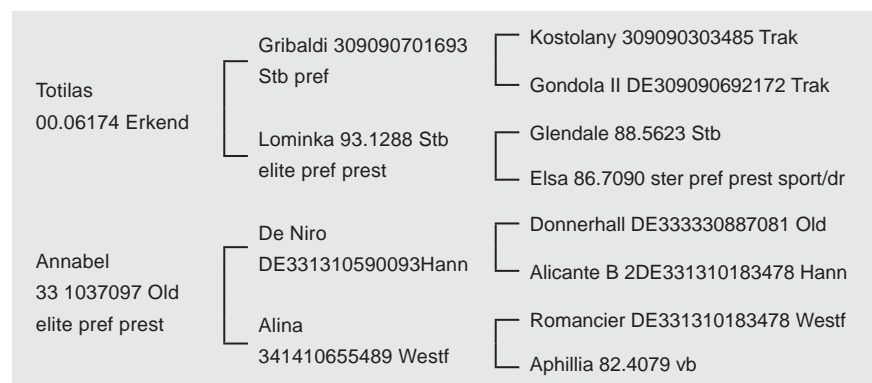 Totilas
00.06174 Erkend
Gribaldi 309090701693
Stb pref
Kostolany 309090303485 Trak
Gondola II DE309090692172 Trak
Lominka 93.1288 Stb
elite pref prest
Glendale 88.5623 Stb
Elsa 86.7090 ster pref prest sport/dr
Annabel
33 1037097 Old
elite pref prest
De Niro
DE331310590093Hann
Donnerhall DE333330887081 Old
Alicante B 2DE331310183478 Hann
Alina
341410655489 Westf
Romancier DE331310183478 Westf
Aphillia 82.4079 vb